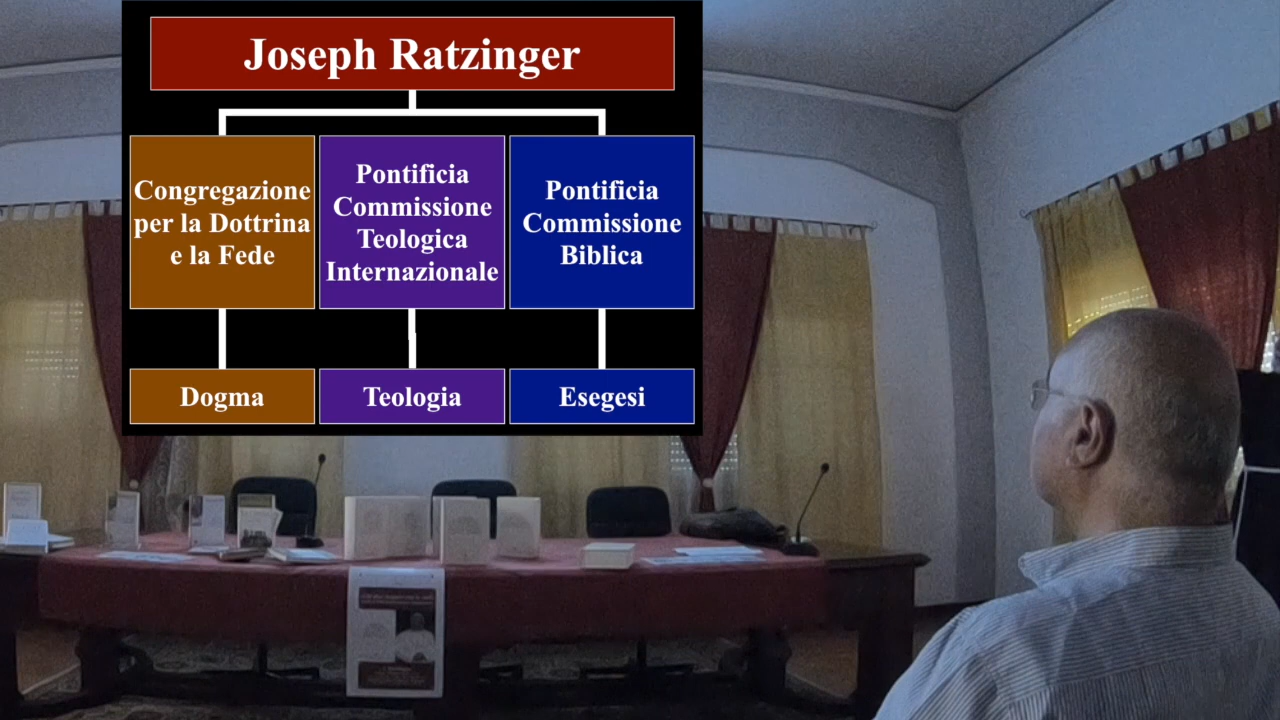 Joseph Ratzinger
Congregazione
per la Dottrina
e la Fede
Pontificia
Commissione
Teologica
Internazionale
Pontificia
Commissione
Biblica
Dogma
Teologia
Esegesi